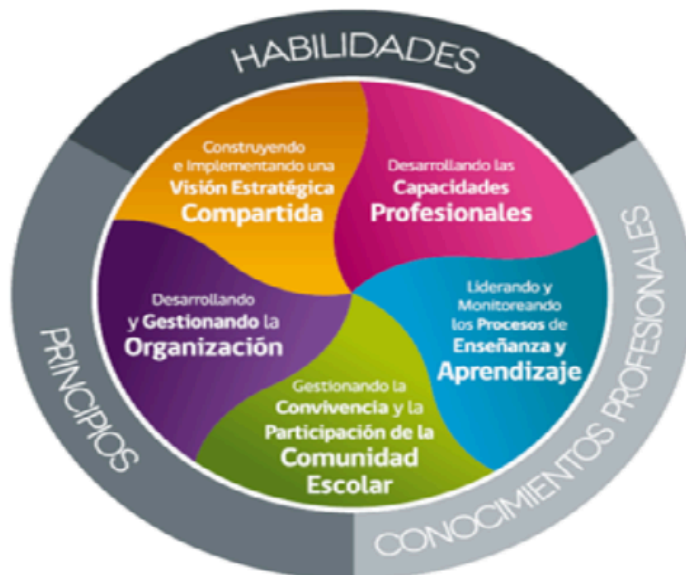 HABILIDADES
Construyendo
e Implementando una
Visión Estratégica
Compartida
Desarrollando las
Capacidades
Profesionales
Liderando y
Monitoreando
los Procesos de
Enseñanza y
Aprendizaje
Gestionando la
Convivencia y la
Participación de la
Comunidad
Escolar
Desarrollando
y Gestionando la
Organización
PRINCIPIOS
CONOCIMIENTOS PROFESIONALES